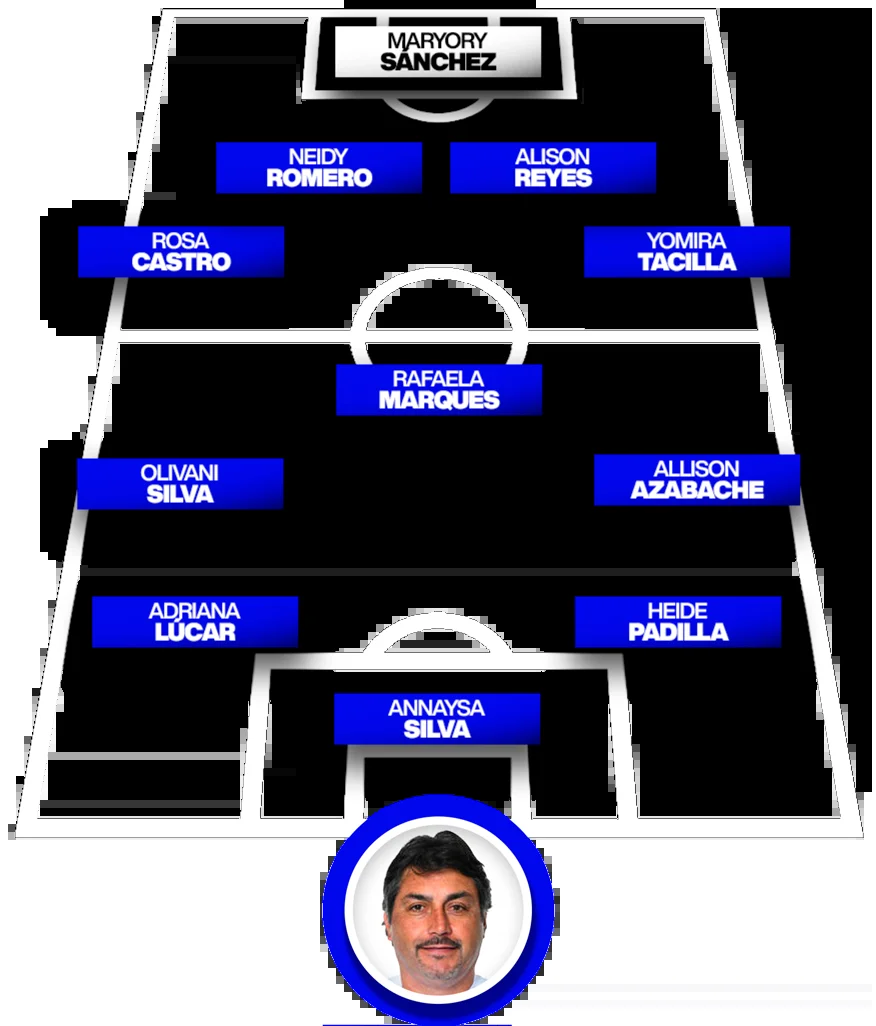 MARYORY
SÁNCHEZ
NEIDY
ROMERO
ALISON
REYES
ROSA
CASTRO
YOMIRA
TACILLA
RAFAELA
MARQUES
OLIVANI
SILVA
ALLISON
AZABACHE
ADRIANA
LÚCAR
HEIDE
PADILLA
ANNAYSA
SILVA